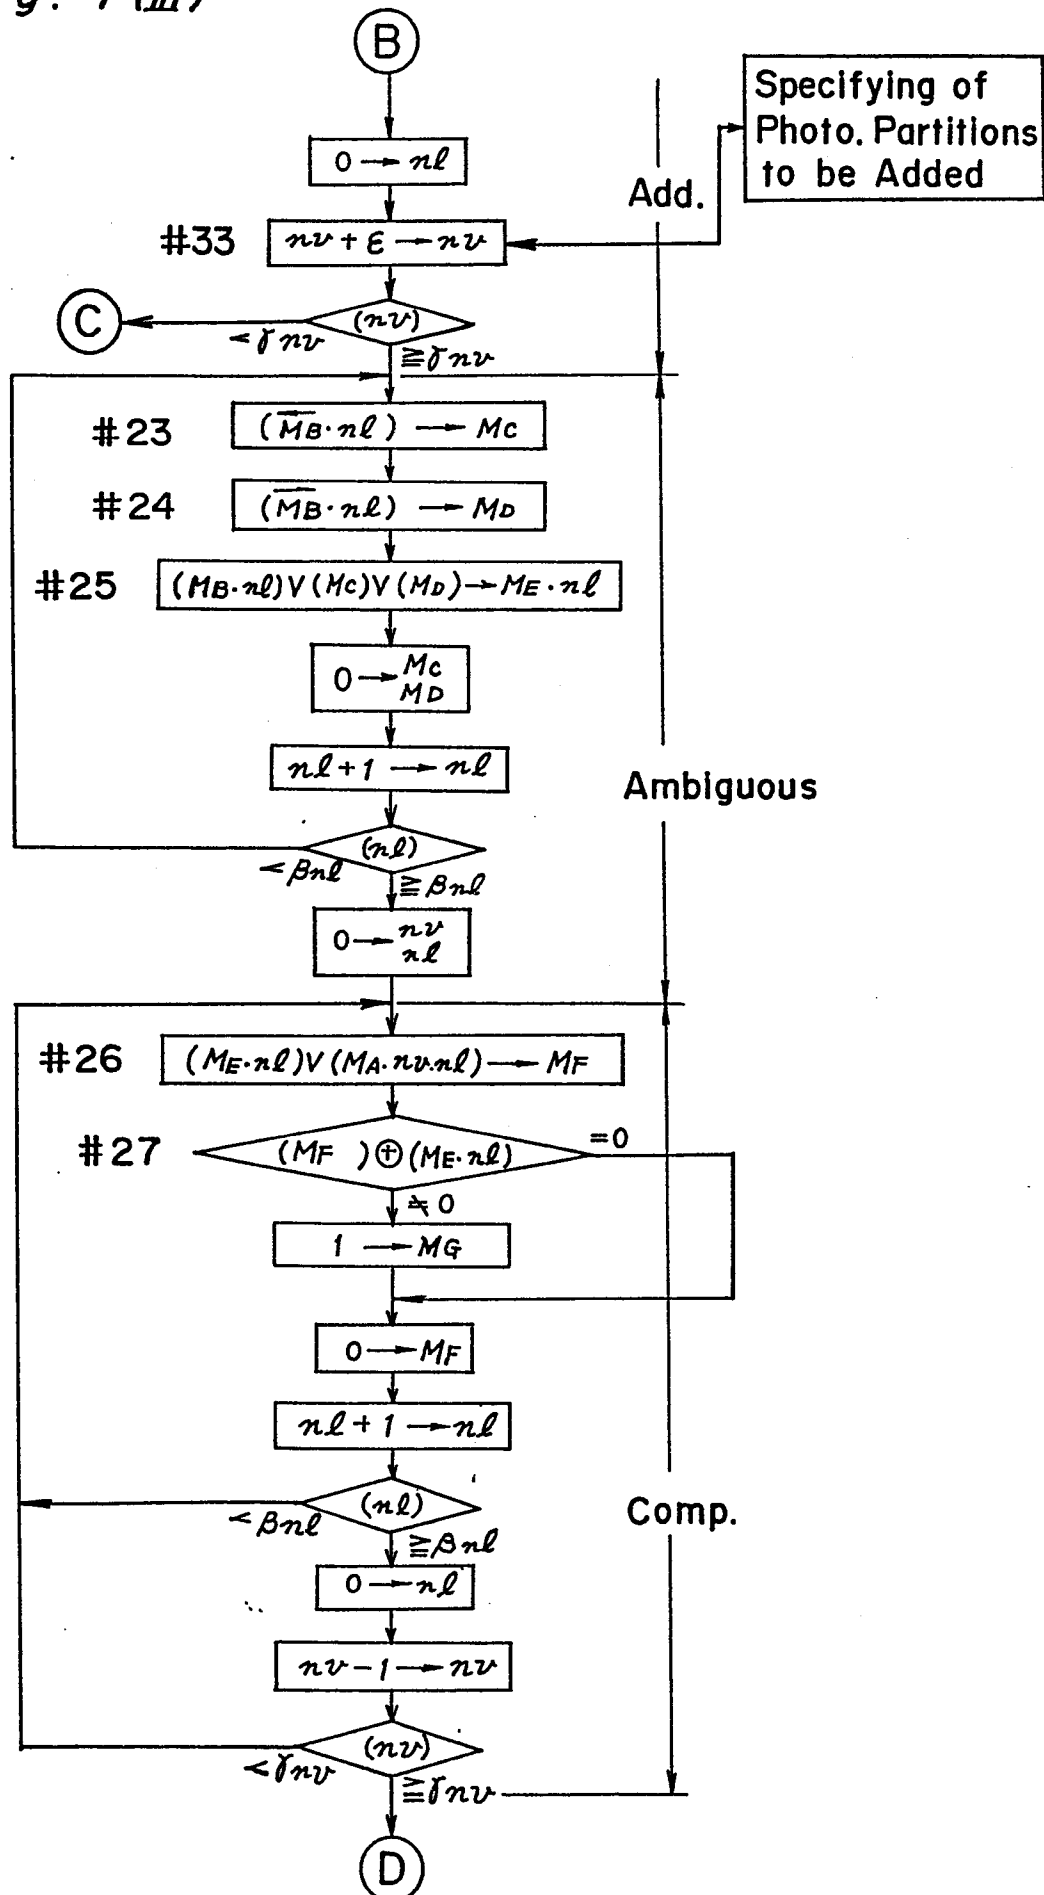 g. 7 (III)
B
0 → nl
Specifying of
Photo. Partitions
to be Added
Add.
#33
nv + ε → nv
C
(nv)
< γnv
≧ γnv
#23
(M̅B·nl) → MC
#24
(M̅B·nl) → MD
#25
(MB·nl) V (MC) V (MD) → ME·nl
0 → MC
MD
nl + 1 → nl
Ambiguous
(nl)
< βnl
≧ βnl
0 → nv
nl
#26
(ME·nl) V (MA·nv·nl) → MF
#27
(MF ) ⊕ (ME·nl)
=0
≠ 0
1 → MG
0 → MF
nl + 1 → nl
(nl)
< βnl
≧ βnl
Comp.
0 → nl
nv - 1 → nv
(nv)
< γnv
≧ γnv
D